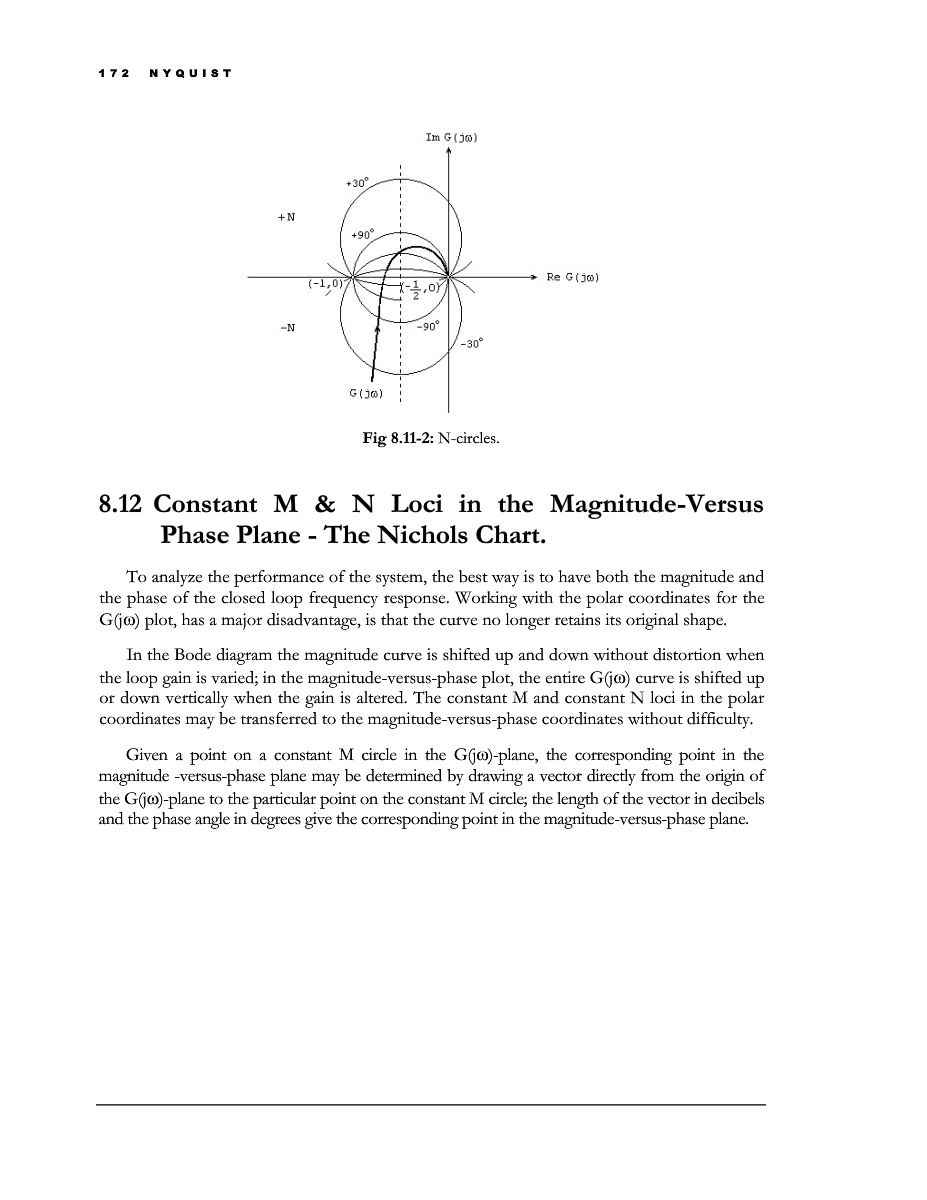 172 NYQUIST
Im G(jω)
+30°
+N
+90°
Re G(jω)
(-1,0)
(-1/2,0)
-N
-90°
-30°
G(jω)
Fig 8.11-2: N-circles.
8.12 Constant M & N Loci in the Magnitude-Versus
Phase Plane - The Nichols Chart.
To analyze the performance of the system, the best way is to have both the magnitude and
the phase of the closed loop frequency response. Working with the polar coordinates for the
G(jω) plot, has a major disadvantage, is that the curve no longer retains its original shape.
In the Bode diagram the magnitude curve is shifted up and down without distortion when
the loop gain is varied; in the magnitude-versus-phase plot, the entire G(jω) curve is shifted up
or down vertically when the gain is altered. The constant M and constant N loci in the polar
coordinates may be transferred to the magnitude-versus-phase coordinates without difficulty.
Given a point on a constant M circle in the G(jω)-plane, the corresponding point in the
magnitude -versus-phase plane may be determined by drawing a vector directly from the origin of
the G(jω)-plane to the particular point on the constant M circle; the length of the vector in decibels
and the phase angle in degrees give the corresponding point in the magnitude-versus-phase plane.